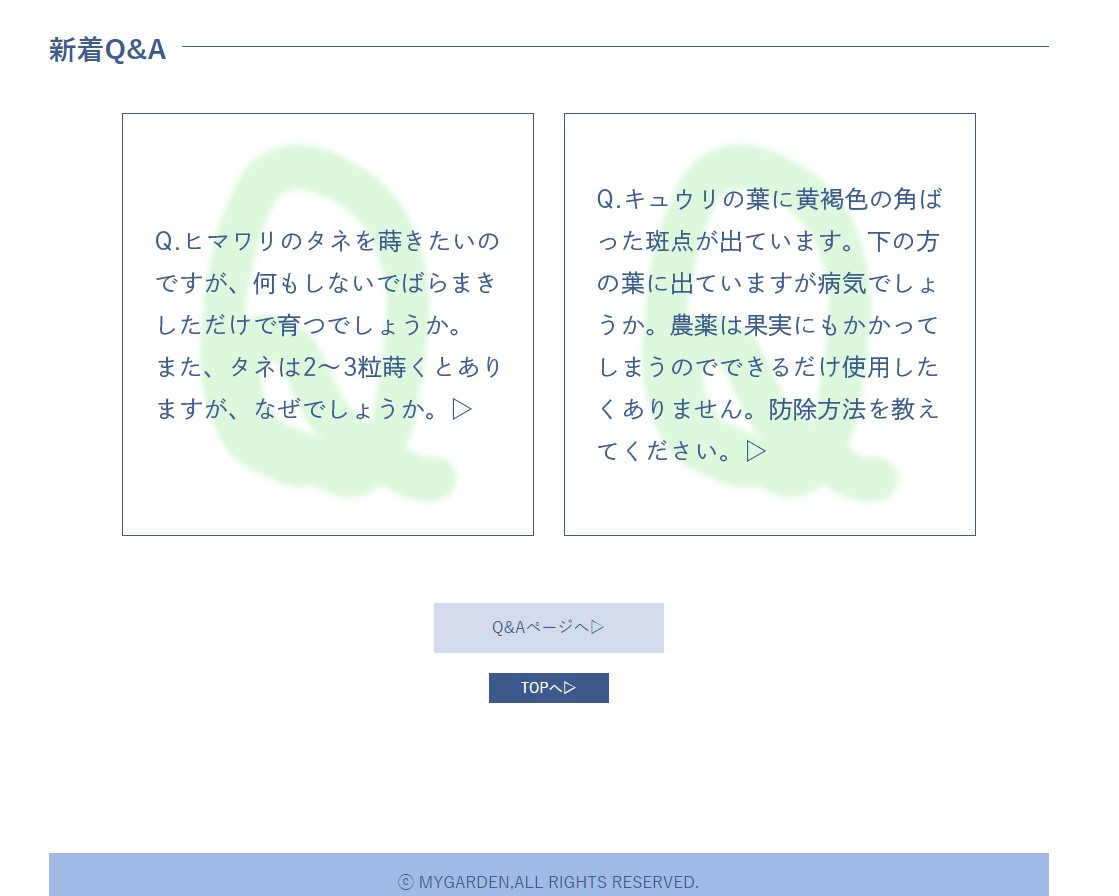 新着Q&A
Q.ヒマワリのタネを蒔きたいの
ですが、何もしないでばらまき
しただけで育つでしょうか。
また、タネは2〜3粒蒔くとあり
ますが、なぜでしょうか。▷
Q.キュウリの葉に黄褐色の角ば
った斑点が出ています。下の方
の葉に出ていますが病気でしょ
うか。農薬は果実にもかかって
しまうのでできるだけ使用した
くありません。防除方法を教え
てください。▷
Q&Aページへ▷
TOPへ▷
ⓒ MYGARDEN,ALL RIGHTS RESERVED.